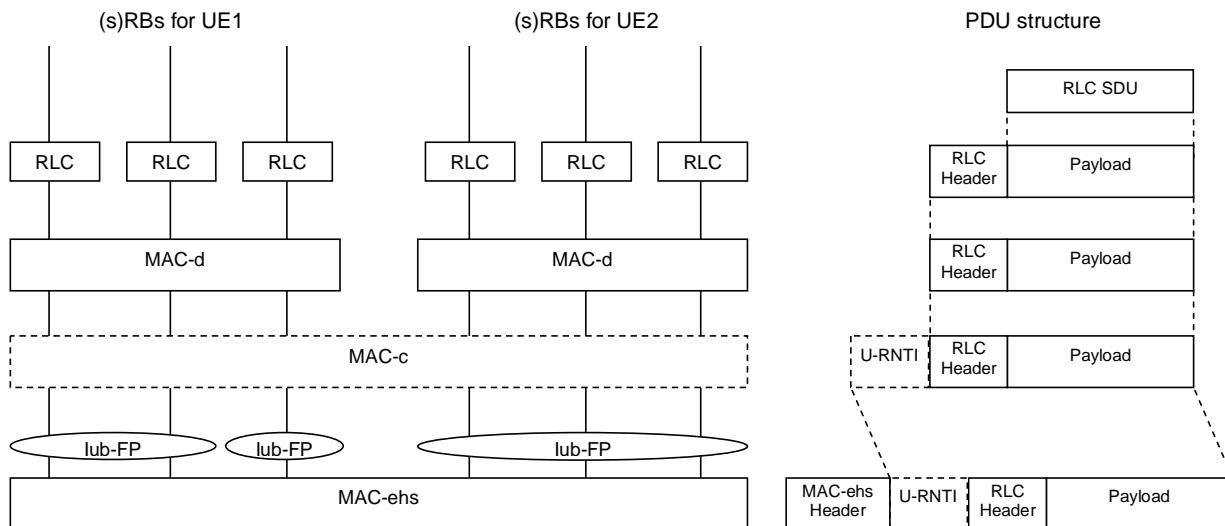 (s)RBs for UE1
(s)RBs for UE2
PDU structure
RLC SDU
RLC
RLC
RLC
RLC
RLC
RLC
RLC
Header
Payload
MAC-d
MAC-d
RLC
Header
Payload
MAC-c
U-RNTI
RLC
Header
Payload
Iub-FP
Iub-FP
Iub-FP
MAC-ehs
MAC-ehs
Header
U-RNTI
RLC
Header
Payload